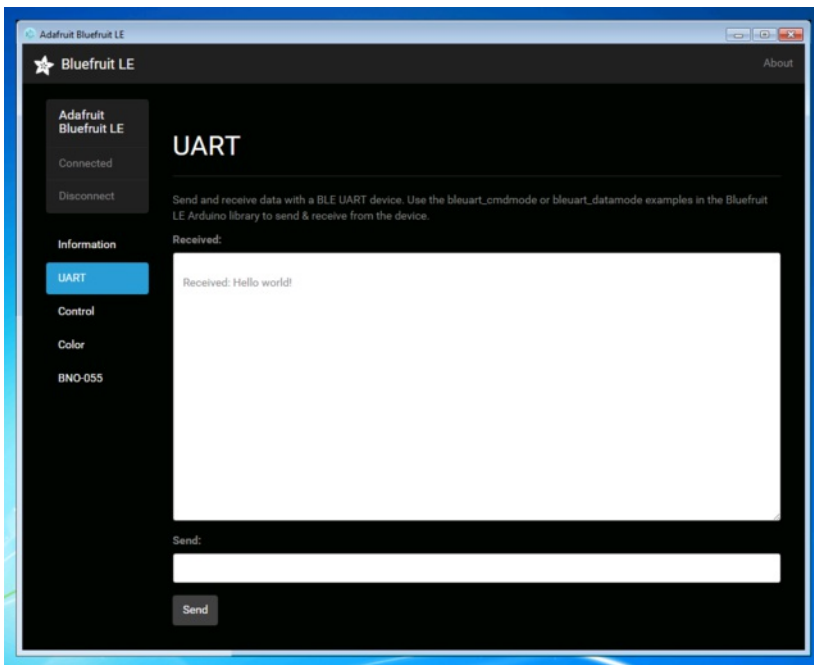 Adafruit Bluefruit LE
Bluefruit LE
About
Adafruit
Bluefruit LE
Connected
Disconnect
Information
UART
Control
Color
BNO-055
UART
Send and receive data with a BLE UART device. Use the bleuart_cmdmode or bleuart_datamode examples in the Bluefruit
LE Arduino library to send & receive from the device.
Received:
Received: Hello world!
Send:
Send